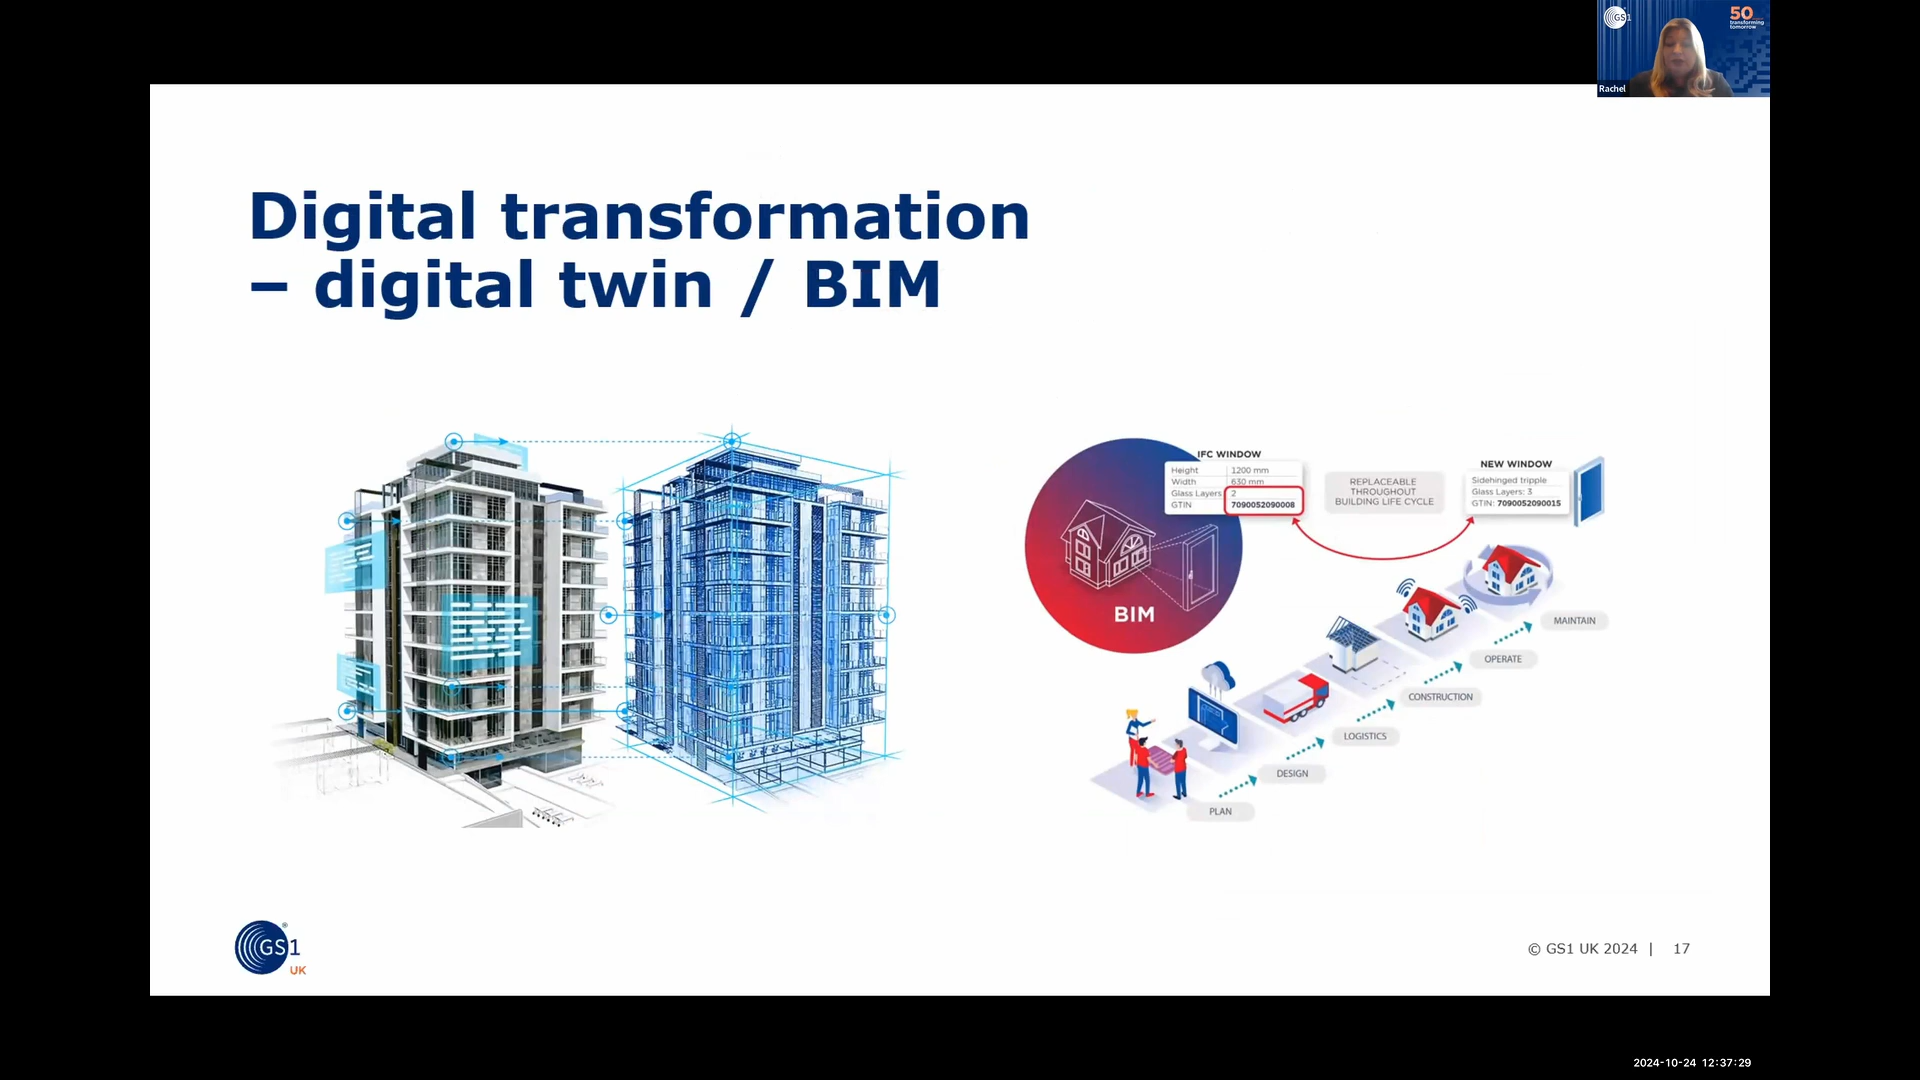 GS1
50
transforming
tomorrow
Rachel
Digital transformation
– digital twin / BIM
IFC WINDOW
Height 1200 mm
Width 630 mm
Glass Layers 2
GTIN 7090052090008
REPLACEABLE
THROUGHOUT
BUILDING LIFE CYCLE
NEW WINDOW
Sidehinged tripple
Glass Layers: 3
GTIN: 7090052090015
BIM
MAINTAIN
OPERATE
CONSTRUCTION
LOGISTICS
DESIGN
PLAN
GS1
®
UK
© GS1 UK 2024 | 17
2024-10-24 12:37:29